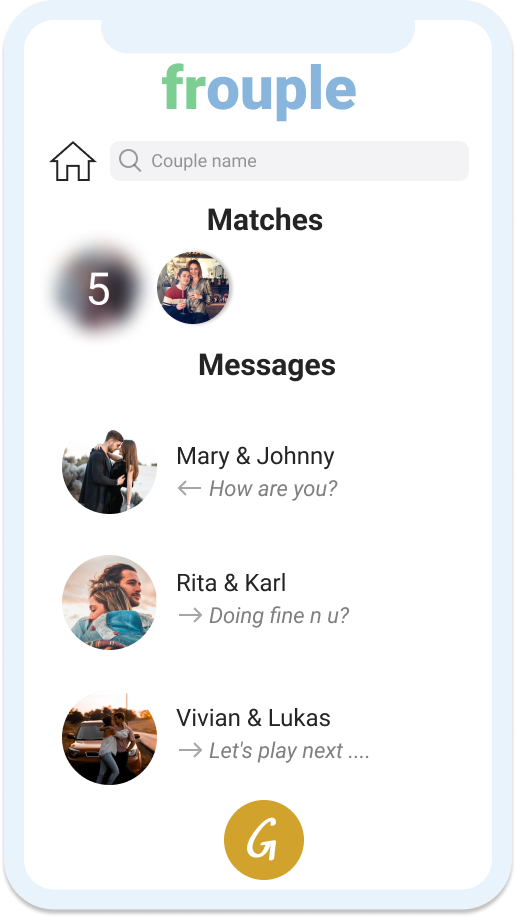 frouple
Couple name
Matches
5
Messages
Mary & Johnny
← How are you?
Rita & Karl
→ Doing fine n u?
Vivian & Lukas
→ Let's play next ....
G